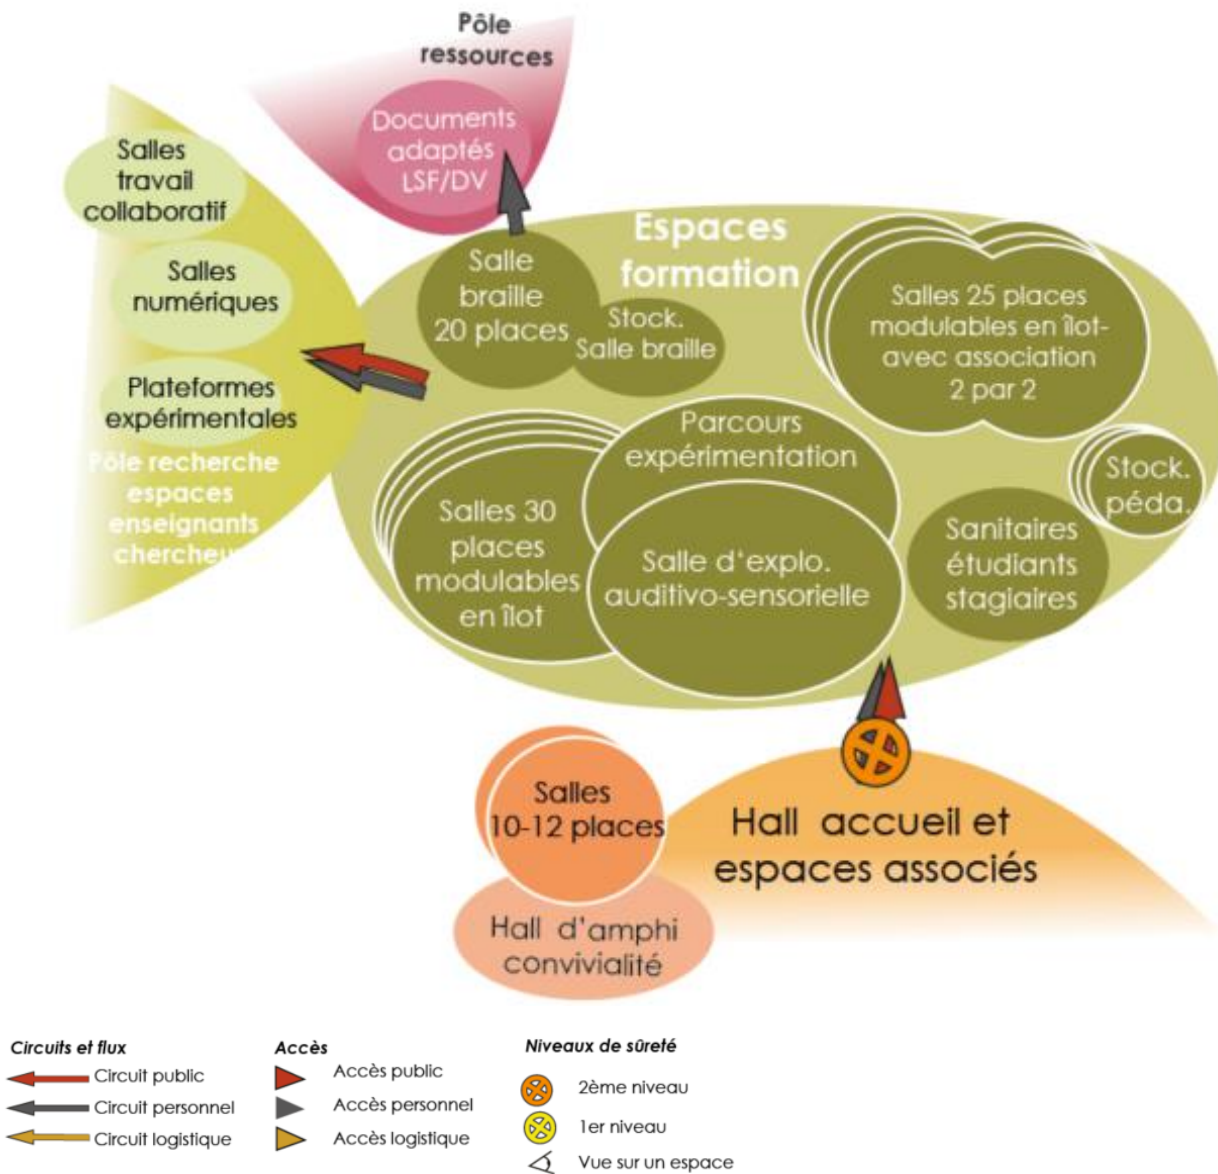 Pôle
ressources
Documents
adaptés
LSF/DV
Salles
travail
collaboratif
Salles
numériques
Plateformes
expérimentales
Pôle recherche
espaces
enseignants
chercheu
Espaces
formation
Salle
braille
20 places
Stock.
Salle braille
Salles 25 places
modulables en îlot-
avec association
2 par 2
Parcours
expérimentation
Salles 30
places
modulables
en îlot
Salle d'explo.
auditivo-sensorielle
Stock.
péda.
Sanitaires
étudiants
stagiaires
Salles
10-12 places
Hall d'amphi
convivialité
Hall accueil et
espaces associés
Circuits et flux
Circuit public
Circuit personnel
Circuit logistique
Accès
Accès public
Accès personnel
Accès logistique
Niveaux de sûreté
2ème niveau
1er niveau
Vue sur un espace